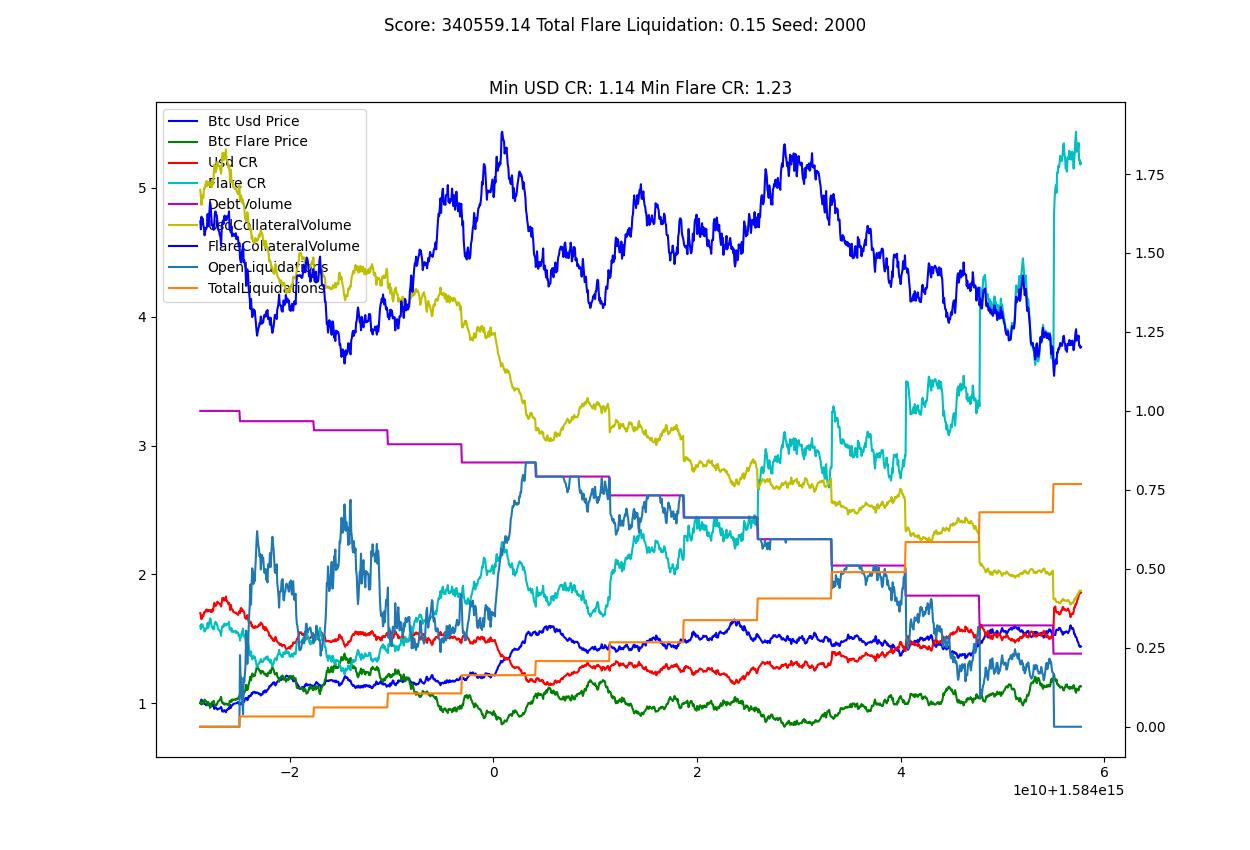 Score: 340559.14 Total Flare Liquidation: 0.15 Seed: 2000
Min USD CR: 1.14 Min Flare CR: 1.23
Btc Usd Price
Btc Flare Price
Usd CR
Flare CR
DebtVolume
UsdCollateralVolume
FlareCollateralVolume
OpenLiquidations
TotalLiquidations
5
4
3
2
1
1.75
1.50
1.25
1.00
0.75
0.50
0.25
0.00
−2
0
2
4
6
1e10+1.584e15